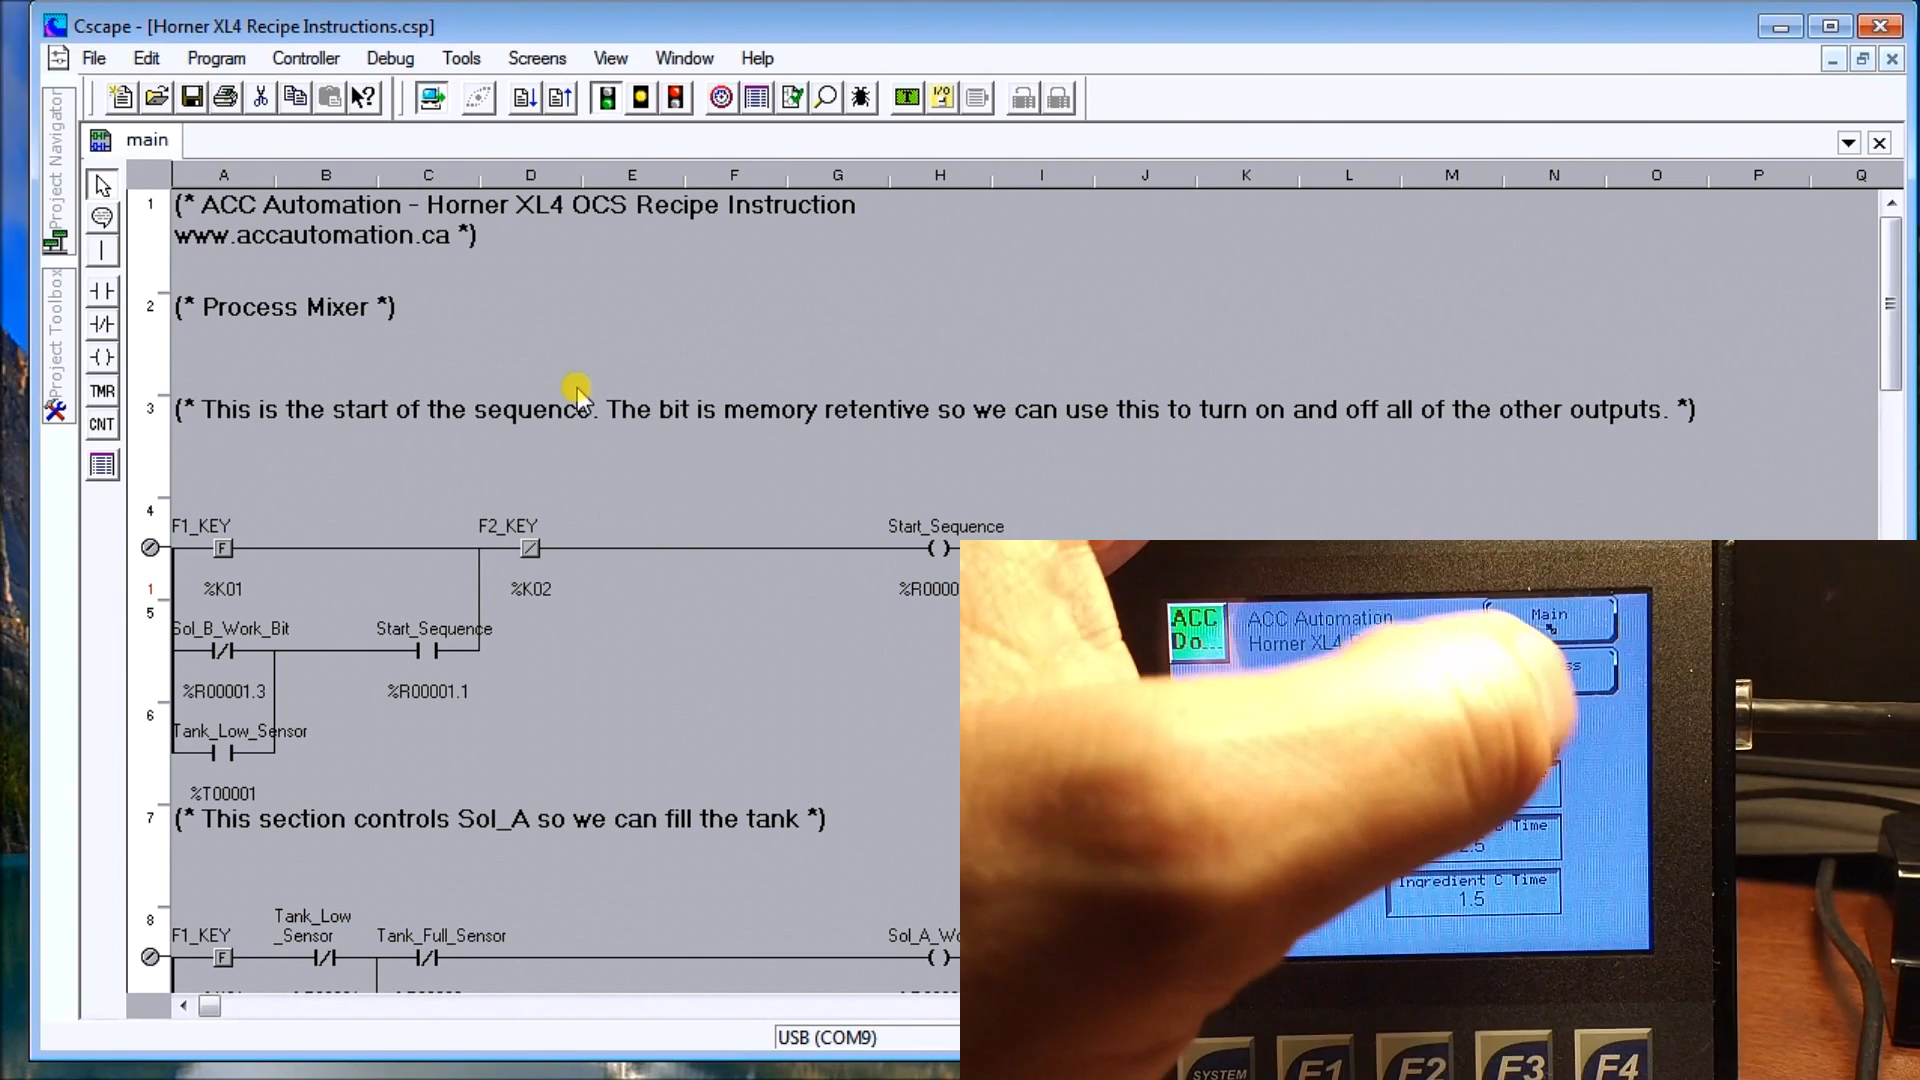 Cscape - [Horner XL4 Recipe Instructions.csp]
File Edit Program Controller Debug Tools Screens View Window Help
T I/O
main
Project Navigator
Project Toolbox
TMR
CNT
A B C D E F G H I J K L M N O P Q
1 (* ACC Automation - Horner XL4 OCS Recipe Instruction
www.accautomation.ca *)
2 (* Process Mixer *)
3 (* This is the start of the sequence. The bit is memory retentive so we can use this to turn on and off all of the other outputs. *)
4
F1_KEY F2_KEY Start_Sequence
F
%K01 %K02 %R0000
1
5
Sol_B_Work_Bit Start_Sequence
%R00001.3 %R00001.1
6
Tank_Low_Sensor
%T00001
7 (* This section controls Sol_A so we can fill the tank *)
8
Tank_Low
F1_KEY _Sensor Tank_Full_Sensor Sol_A_Wo
F
USB (COM9)
ACC
Do...
ACC Automation
Horner XL4
Main
Time
Ingredient C Time
1.5
SYSTEM F1 F2 F3 F4